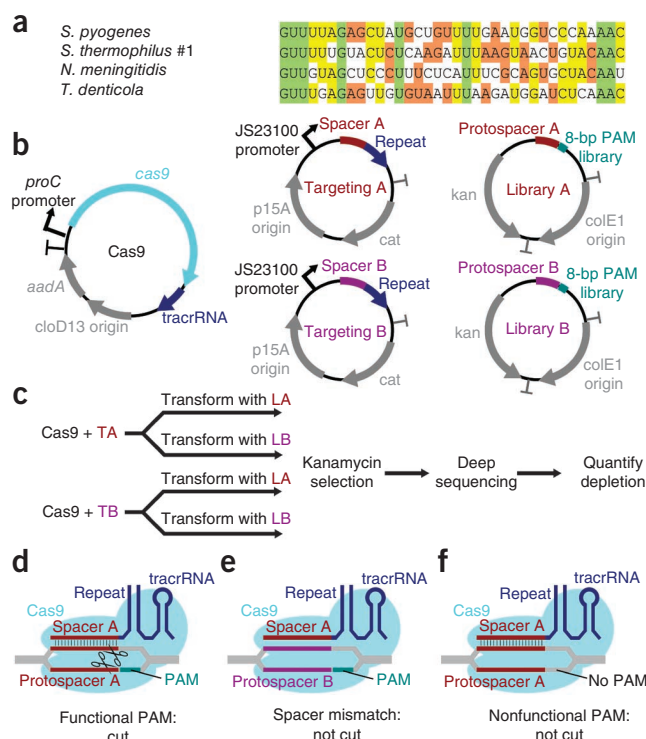 a
S. pyogenes
S. thermophilus #1
N. meningitidis
T. denticola
GUUUUAGAGCUAUGCUGUUUUGAAUGGUCCCAAAAC
GUUUUUGUACUCUCAAGAUUUAAGUAACUGUACAAC
GUUGUAGCUCCCUUUCUCAUUUCGCAGUGCUACAAU
GUUUGAGAGUUGUGUAAUUUAAGAUGGAUCUCAAAC
b
proC
promoter
cas9
Cas9
aadA
cloD13 origin
tracrRNA
JS23100
promoter
Spacer A
Repeat
Targeting A
p15A
origin
cat
Protospacer A
8-bp PAM
library
kan
Library A
colE1
origin
JS23100
promoter
Spacer B
Repeat
Targeting B
p15A
origin
cat
Protospacer B
8-bp PAM
library
kan
Library B
colE1
origin
c
Cas9 + TA
Transform with LA
Transform with LB
Cas9 + TB
Transform with LA
Transform with LB
Kanamycin
selection
Deep
sequencing
Quantify
depletion
d
Repeat
tracrRNA
Cas9
Spacer A
Protospacer A
PAM
Functional PAM:
cut
e
Repeat
tracrRNA
Cas9
Spacer A
Protospacer B
PAM
Spacer mismatch:
not cut
f
Repeat
tracrRNA
Cas9
Spacer A
Protospacer A
No PAM
Nonfunctional PAM:
not cut